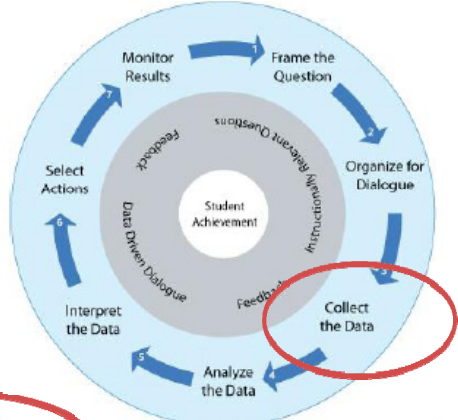 1
Frame the
Question
2
Organize for
Dialogue
3
Collect
the Data
4
Analyze
the Data
5
Interpret
the Data
6
Select
Actions
7
Monitor
Results
Instructionally Relevant Questions
Feedback
Data Driven Dialogue
Feedback
Student
Achievement